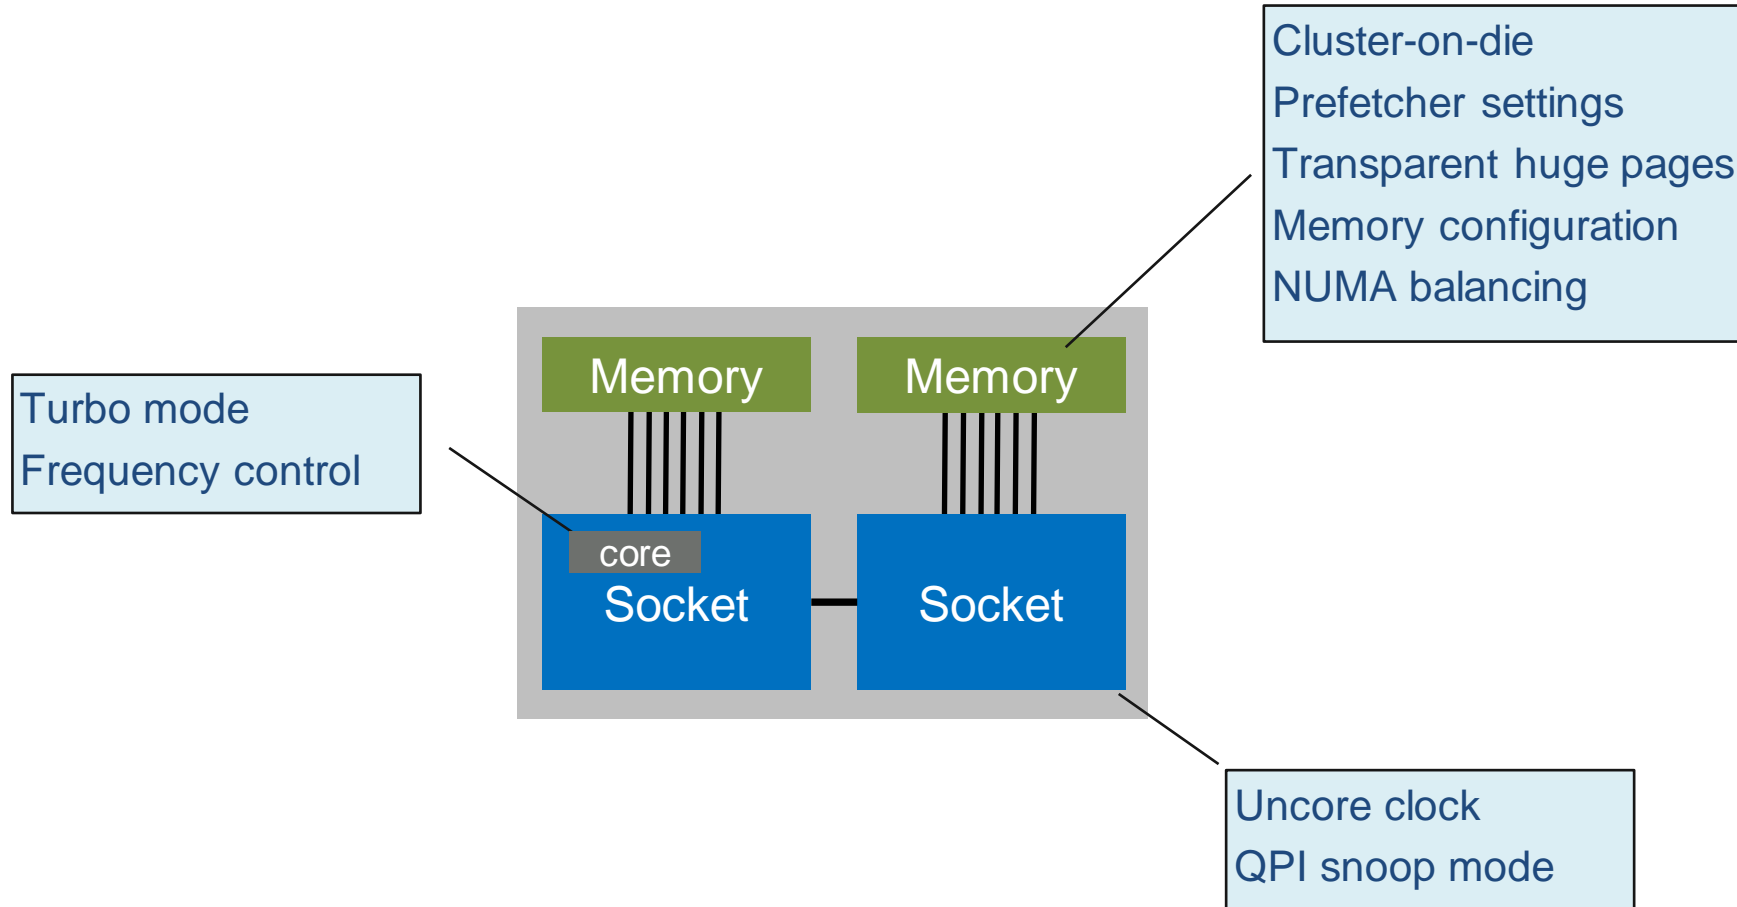 Cluster-on-die
Prefetcher settings
Transparent huge pages
Memory configuration
NUMA balancing
Memory
Memory
Turbo mode
Frequency control
core
Socket
Socket
Uncore clock
QPI snoop mode